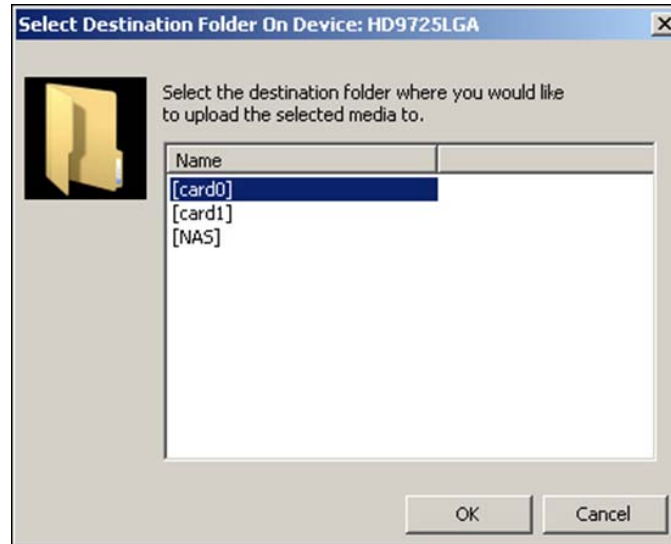 Select Destination Folder On Device: HD9725LGA
Select the destination folder where you would like
to upload the selected media to.
Name
[card0]
[card1]
[NAS]
OK
Cancel